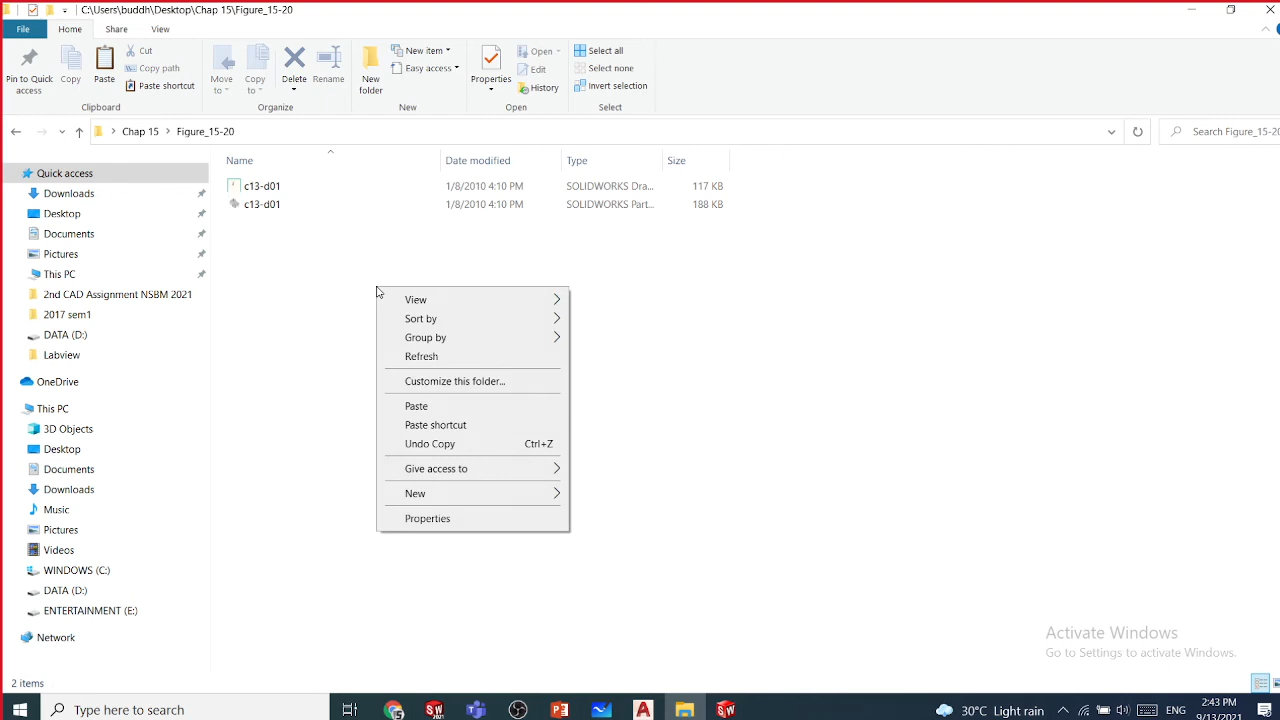 C:\Users\buddh\Desktop\Chap 15\Figure_15-20
File
Home
Share
View
Pin to Quick access
Copy
Paste
Cut
Copy path
Paste shortcut
Clipboard
Move to
Copy to
Delete
Rename
Organize
New folder
New item
Easy access
New
Properties
Open
Edit
History
Open
Select all
Select none
Invert selection
Select
Chap 15
Figure_15-20
Search Figure_15-20
Name
Date modified
Type
Size
c13-d01 1/8/2010 4:10 PM SOLIDWORKS Dra... 117 KB
c13-d01 1/8/2010 4:10 PM SOLIDWORKS Part... 188 KB
Quick access
Downloads
Desktop
Documents
Pictures
This PC
2nd CAD Assignment NSBM 2021
2017 sem1
DATA (D:)
Labview
OneDrive
This PC
3D Objects
Desktop
Documents
Downloads
Music
Pictures
Videos
WINDOWS (C:)
DATA (D:)
ENTERTAINMENT (E:)
Network
View
Sort by
Group by
Refresh
Customize this folder...
Paste
Paste shortcut
Undo Copy Ctrl+Z
Give access to
New
Properties
Activate Windows
Go to Settings to activate Windows.
2 items
Type here to search
30°C Light rain
2:43 PM
9/13/2021